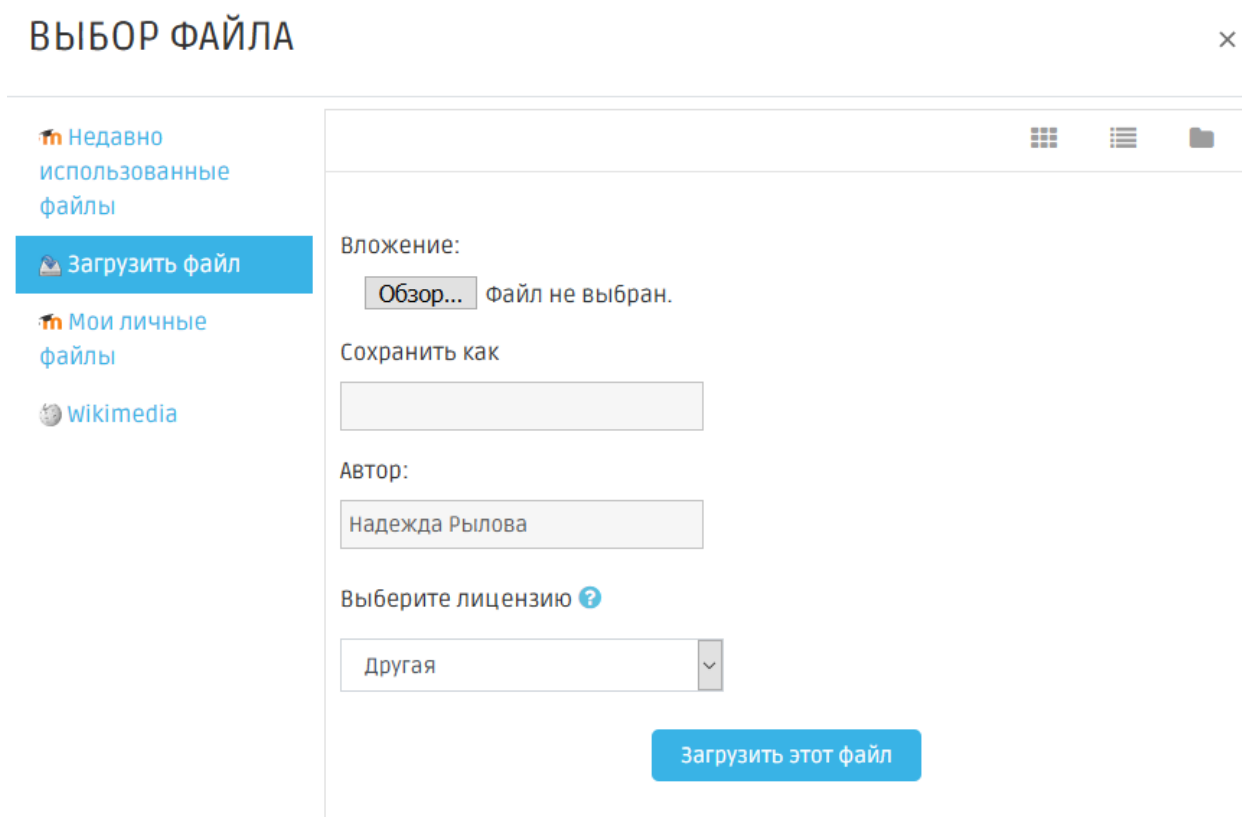 ВЫБОР ФАЙЛА
Недавно
использованные
файлы
Загрузить файл
Мои личные
файлы
Wikimedia
Вложение:
Обзор... Файл не выбран.
Сохранить как
Автор:
Надежда Рылова
Выберите лицензию
Другая
Загрузить этот файл